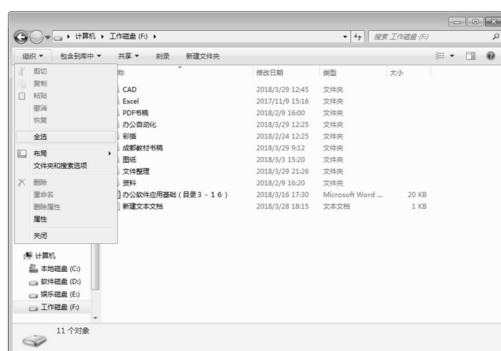 计算机 ▸ 工作磁盘 (F:) ▸ 搜索 工作磁盘 (F:)
组织 包含到库中 共享 刻录 新建文件夹
剪切
复制
粘贴
撤消
恢复
全选
布局
文件夹和搜索选项
删除
重命名
删除属性
属性
关闭
称 修改日期 类型 大小
CAD 2018/3/29 12:45 文件夹
Excel 2017/11/9 15:16 文件夹
PDF书稿 2018/2/9 16:00 文件夹
办公自动化 2018/3/29 12:25 文件夹
彩插 2018/2/24 12:25 文件夹
成都教材书稿 2018/3/29 9:12 文件夹
图纸 2018/3/3 15:20 文件夹
文件整理 2018/3/29 21:26 文件夹
资料 2018/2/9 16:20 文件夹
办公软件应用基础（目录3-16） 2018/3/16 17:30 Microsoft Word ... 20 KB
新建文本文档 2018/3/28 18:15 文本文档 1 KB
计算机
本地磁盘 (C:)
软件磁盘 (D:)
娱乐磁盘 (E:)
工作磁盘 (F:)
11 个对象